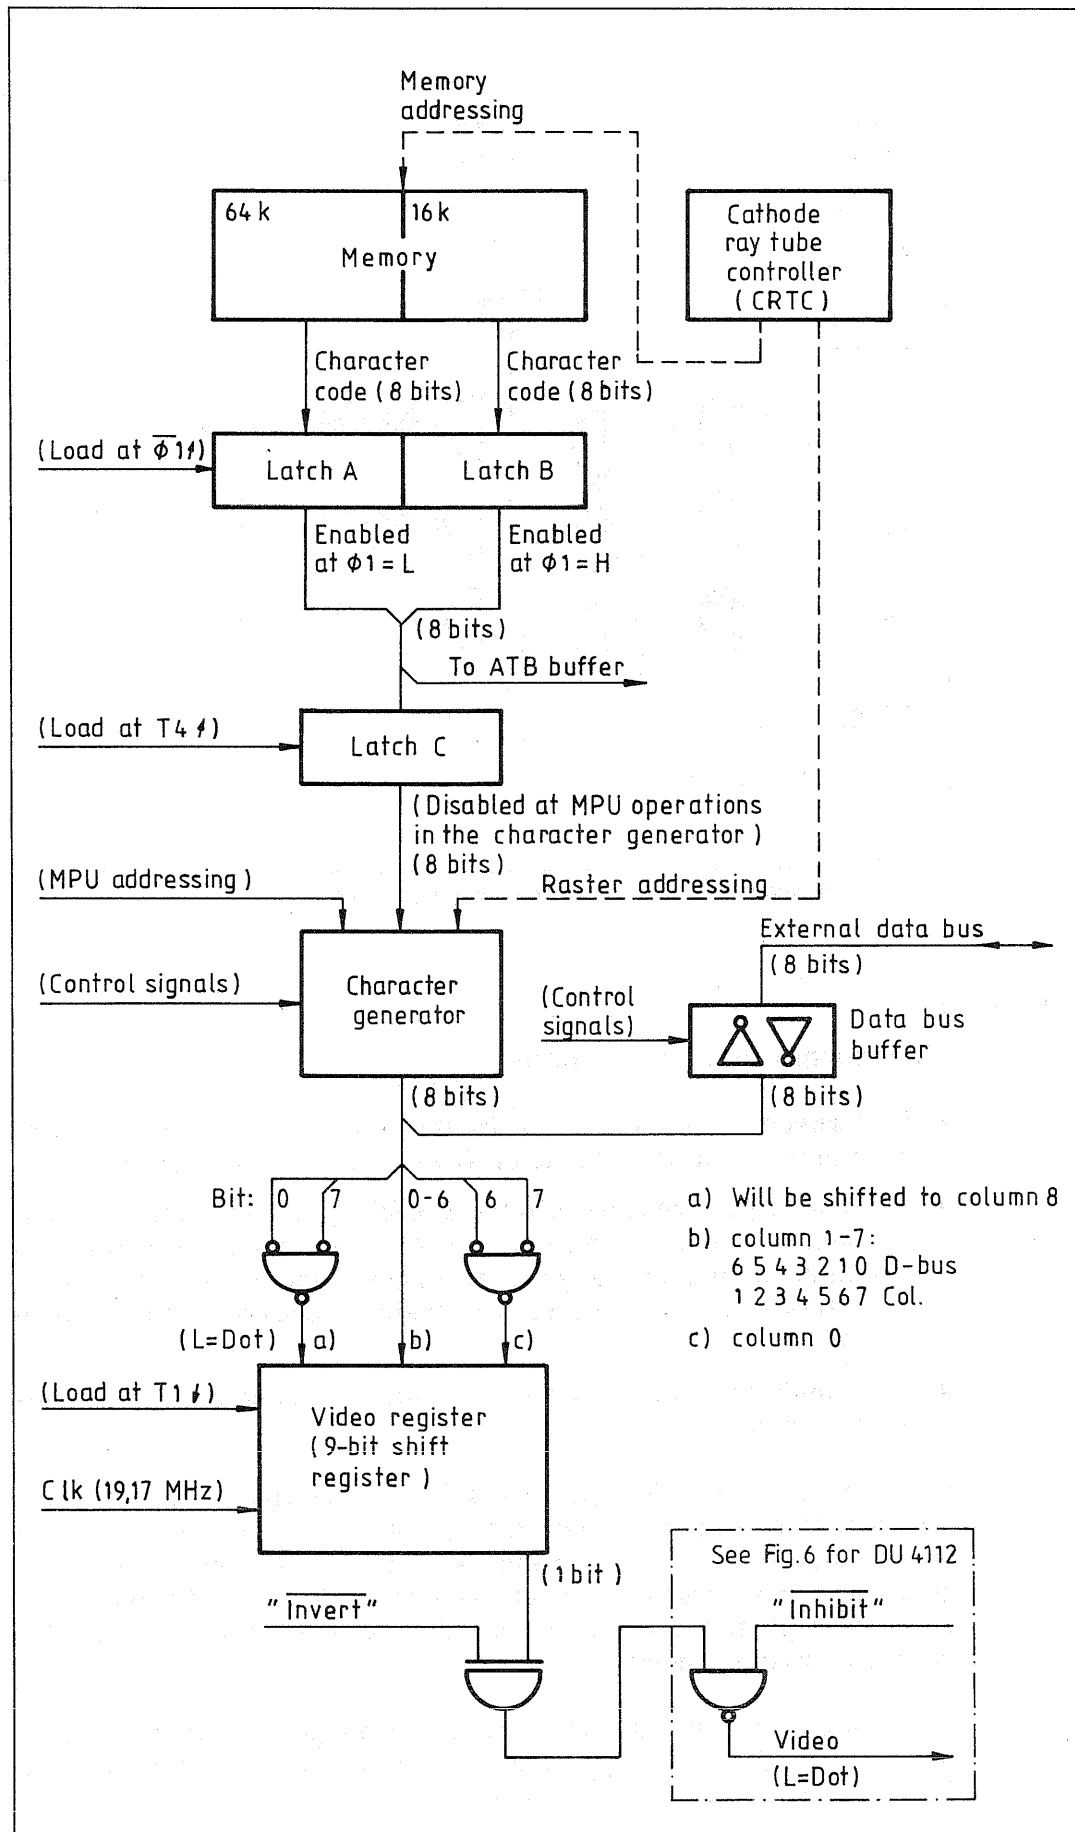 Memory
addressing
64k
16k
Memory
Cathode
ray tube
controller
(CRTC)
Character
code (8 bits)
Character
code (8 bits)
(Load at Φ̅1↑)
Latch A
Latch B
Enabled
at Φ1=L
Enabled
at Φ1=H
(8 bits)
To ATB buffer
(Load at T4↑)
Latch C
(Disabled at MPU operations
in the character generator)
(8 bits)
(MPU addressing)
Raster addressing
External data bus
(8 bits)
(Control signals)
Character
generator
(Control
signals)
Data bus
buffer
(8 bits)
(8 bits)
Bit: 0 7 0-6 6 7
a) Will be shifted to column 8
b) column 1-7:
6 5 4 3 2 1 0 D-bus
1 2 3 4 5 6 7 Col.
c) column 0
(L=Dot) a) b) c)
(Load at T1↓)
Video register
(9-bit shift
register)
Clk (19,17 MHz)
(1 bit)
See Fig.6 for DU 4112
"I̅n̅v̅e̅r̅t̅"
"I̅n̅h̅i̅b̅i̅t̅"
Video
(L=Dot)